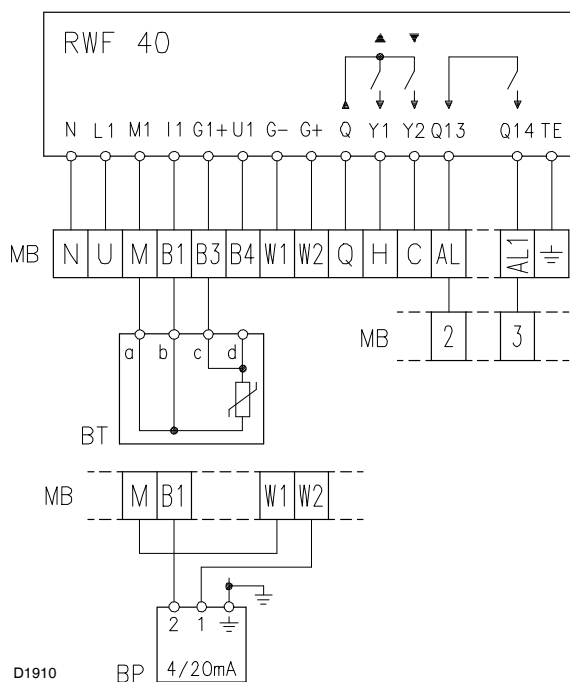 RWF 40
N L1 M1 I1 G1+ U1 G- G+ Q Y1 Y2 Q13 Q14 TE
MB N U M B1 B3 B4 W1 W2 Q H C AL AL1
MB 2 3
a b c d
BT
MB M B1 W1 W2
2 1
D1910 BP 4/20mA